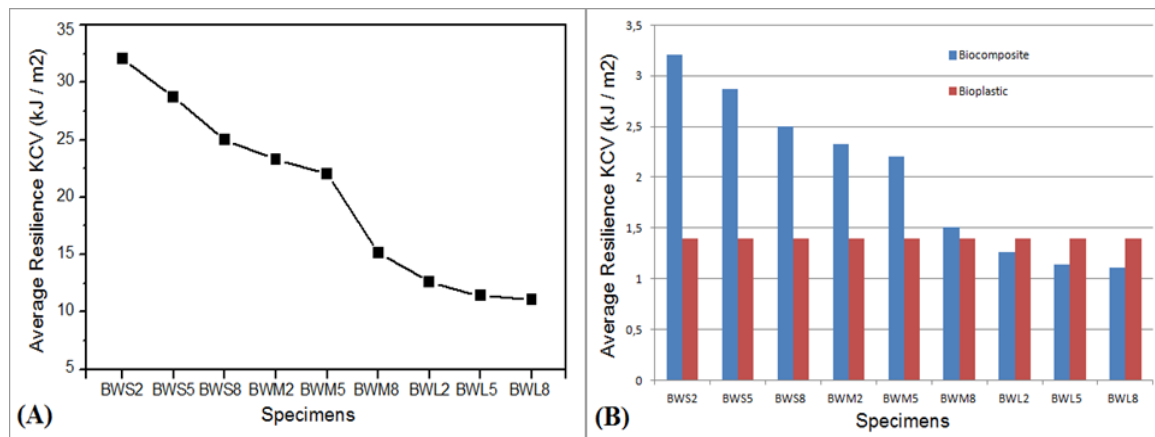 Average Resilience KCV (kJ / m2)
35
30
25
20
15
10
5
BWS2 BWS5 BWS8 BWM2 BWM5 BWM8 BWL2 BWL5 BWL8
Specimens
(A)
Average Resilience KCV (kJ / m2)
3,5
3
2,5
2
1,5
1
0,5
0
Biocomposite
Bioplastic
BWS2 BWS5 BWS8 BWM2 BWM5 BWM8 BWL2 BWL5 BWL8
Specimens
(B)